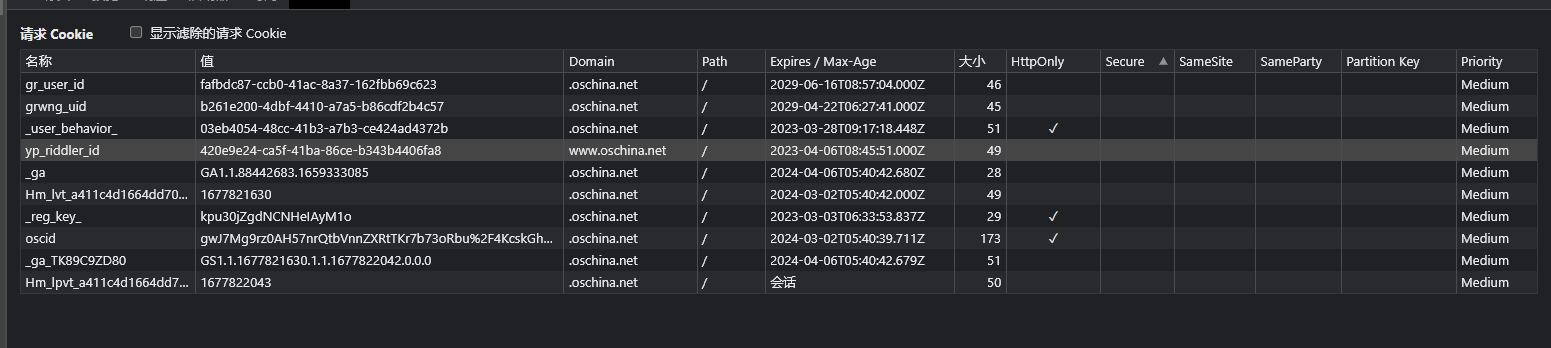 请求 Cookie 显示滤除的请求 Cookie
名称 值 Domain Path Expires / Max-Age 大小 HttpOnly Secure ▲ SameSite SameParty Partition Key Priority
gr_user_id fafbdc87-ccb0-41ac-8a37-162fbb69c623 .oschina.net / 2029-06-16T08:57:04.000Z 46 Medium
grwng_uid b261e200-4dbf-4410-a7a5-b86cdf2b4c57 .oschina.net / 2029-04-22T06:27:41.000Z 45 Medium
_user_behavior_ 03eb4054-48cc-41b3-a7b3-ce424ad4372b .oschina.net / 2023-03-28T09:17:18.448Z 51 ✓ Medium
yp_riddler_id 420e9e24-ca5f-41ba-86ce-b343b4406fa8 www.oschina.net / 2023-04-06T08:45:51.000Z 49 Medium
_ga GA1.1.88442683.1659333085 .oschina.net / 2024-04-06T05:40:42.680Z 28 Medium
Hm_lvt_a411c4d1664dd70... 1677821630 .oschina.net / 2024-03-02T05:40:42.000Z 49 Medium
_reg_key_ kpu30jZgdNCNHeIAyM1o .oschina.net / 2023-03-03T06:33:53.837Z 29 ✓ Medium
oscid gwJ7Mg9rz0AH57nrQtbVnnZXRtTKr7b73oRbu%2F4KcskGh... .oschina.net / 2024-03-02T05:40:39.711Z 173 ✓ Medium
_ga_TK89C9ZD80 GS1.1.1677821630.1.1.1677822042.0.0.0 .oschina.net / 2024-04-06T05:40:42.679Z 51 Medium
Hm_lpvt_a411c4d1664dd7... 1677822043 .oschina.net / 会话 50 Medium